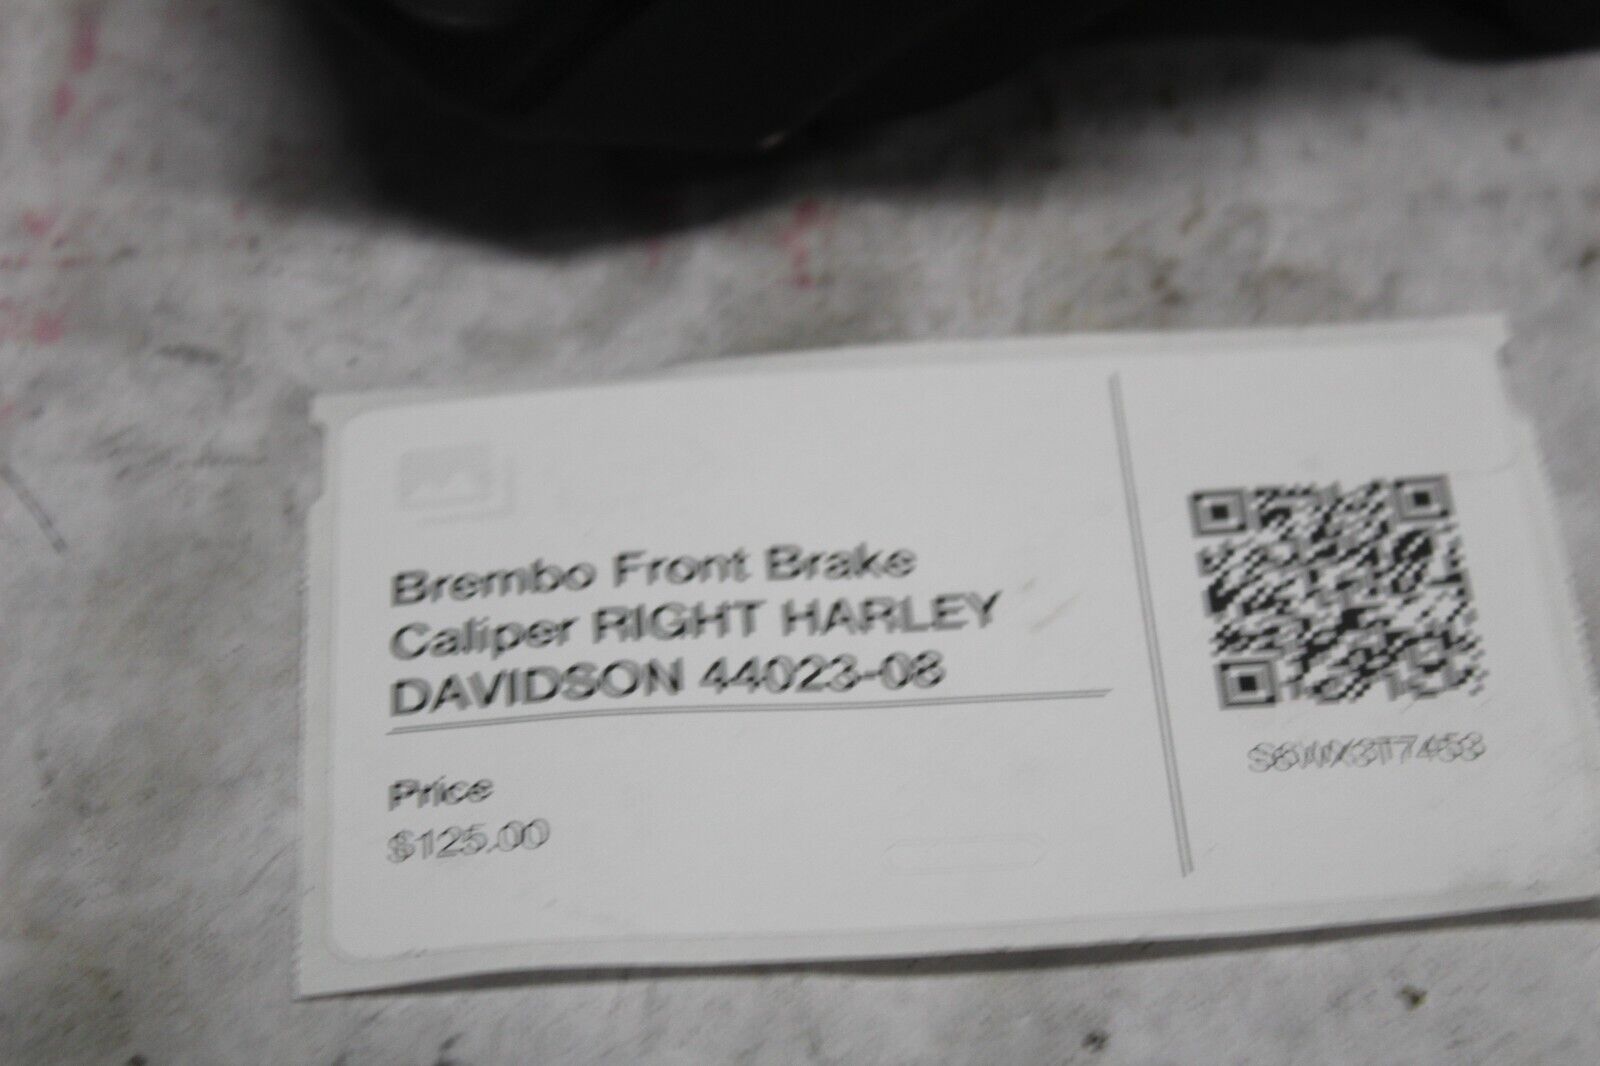 Brembo Front Brake
Caliper RIGHT HARLEY
DAVIDSON 44023-08
Price
$125.00